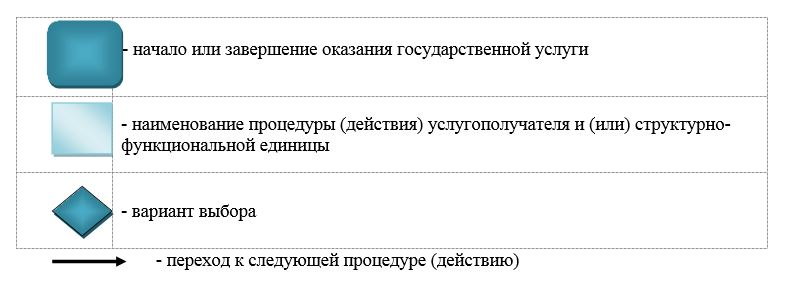 - начало или завершение оказания государственной услуги
- наименование процедуры (действия) услугополучателя и (или) структурно-
функциональной единицы
- вариант выбора
- переход к следующей процедуре (действию)